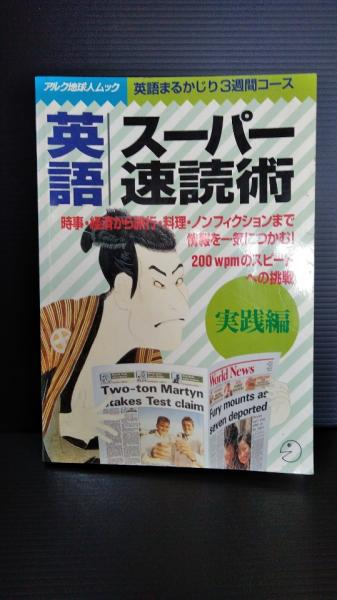 アルク地球人ムック
英語まるかじり3週間コース
英語
スーパー
速読術
時事・経済から旅行・料理・ノンフィクションまで
情報を一気につかむ!
200 wpmのスピード
への挑戦
実践編
World News
Two-ton Martyn
takes Test claim
Fury mounts as
seven deported